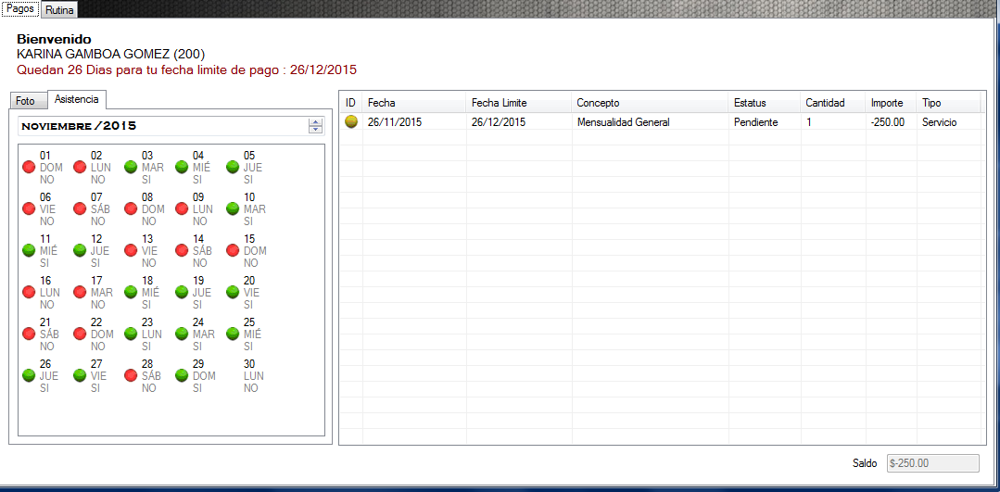 Pagos Rutina
Bienvenido
KARINA GAMBOA GOMEZ (200)
Quedan 26 Dias para tu fecha limite de pago : 26/12/2015
Foto Asistencia
NOVIEMBRE /2015
01 02 03 04 05
DOM LUN MAR MIÉ JUE
NO NO SI SI SI
06 07 08 09 10
VIE SÁB DOM LUN MAR
NO NO NO NO SI
11 12 13 14 15
MIÉ JUE VIE SÁB DOM
SI SI NO NO NO
16 17 18 19 20
LUN MAR MIÉ JUE VIE
NO NO SI SI SI
21 22 23 24 25
SÁB DOM LUN MAR MIÉ
NO NO SI SI SI
26 27 28 29 30
JUE VIE SÁB DOM LUN
SI SI NO SI NO
ID Fecha Fecha Limite Concepto Estatus Cantidad Importe Tipo
26/11/2015 26/12/2015 Mensualidad General Pendiente 1 -250.00 Servicio
Saldo $-250.00